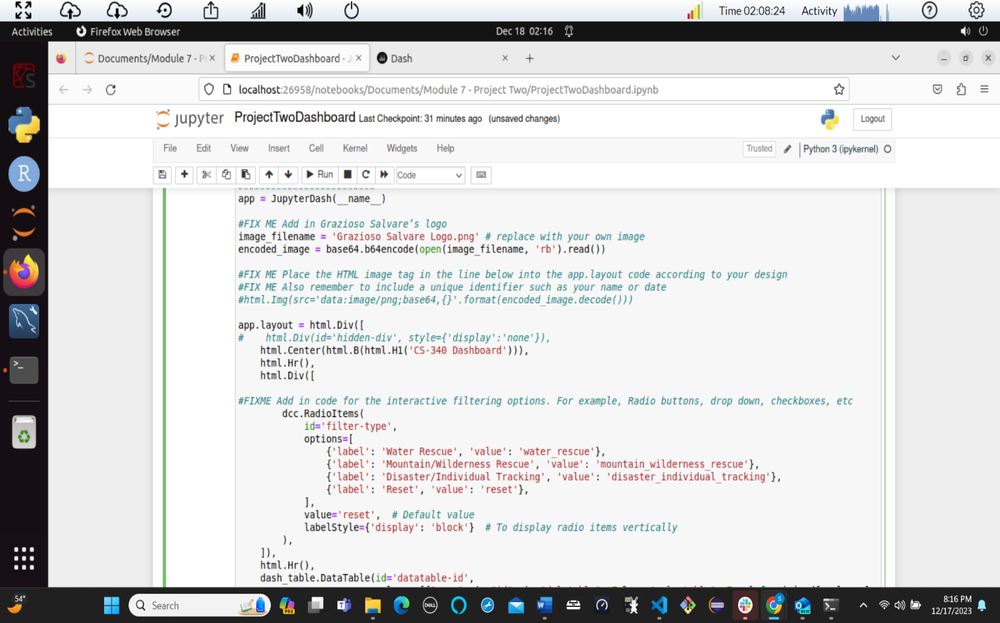 Time 02:08:24 Activity
Activities Firefox Web Browser Dec 18 02:16
Documents/Module 7 - Pr ProjectTwoDashboard - J Dash
localhost:26958/notebooks/Documents/Module 7 - Project Two/ProjectTwoDashboard.ipynb
jupyter ProjectTwoDashboard Last Checkpoint: 31 minutes ago (unsaved changes) Logout
File Edit View Insert Cell Kernel Widgets Help Trusted Python 3 (ipykernel)
Run Code
app = JupyterDash(__name__)
#FIX ME Add in Grazioso Salvare’s logo
image_filename = 'Grazioso Salvare Logo.png' # replace with your own image
encoded_image = base64.b64encode(open(image_filename, 'rb').read())
#FIX ME Place the HTML image tag in the line below into the app.layout code according to your design
#FIX ME Also remember to include a unique identifier such as your name or date
#html.Img(src='data:image/png;base64,{}'.format(encoded_image.decode()))
app.layout = html.Div([
#    html.Div(id='hidden-div', style={'display':'none'}),
    html.Center(html.B(html.H1('CS-340 Dashboard'))),
    html.Hr(),
    html.Div([
#FIXME Add in code for the interactive filtering options. For example, Radio buttons, drop down, checkboxes, etc
        dcc.RadioItems(
            id='filter-type',
            options=[
                {'label': 'Water Rescue', 'value': 'water_rescue'},
                {'label': 'Mountain/Wilderness Rescue', 'value': 'mountain_wilderness_rescue'},
                {'label': 'Disaster/Individual Tracking', 'value': 'disaster_individual_tracking'},
                {'label': 'Reset', 'value': 'reset'},
            ],
            value='reset',  # Default value
            labelStyle={'display': 'block'}  # To display radio items vertically
        ),
    ]),
    html.Hr(),
    dash_table.DataTable(id='datatable-id',
54° Search PRE DELL W NEW S 8:16 PM
12/17/2023